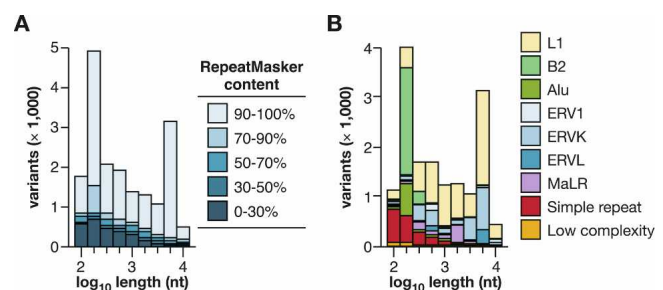 A
variants (× 1,000)
5
4
3
2
1
0
2
3
4
log10 length (nt)
RepeatMasker
content
90-100%
70-90%
50-70%
30-50%
0-30%
B
variants (× 1,000)
4
3
2
1
0
2
3
4
log10 length (nt)
L1
B2
Alu
ERV1
ERVK
ERVL
MaLR
Simple repeat
Low complexity